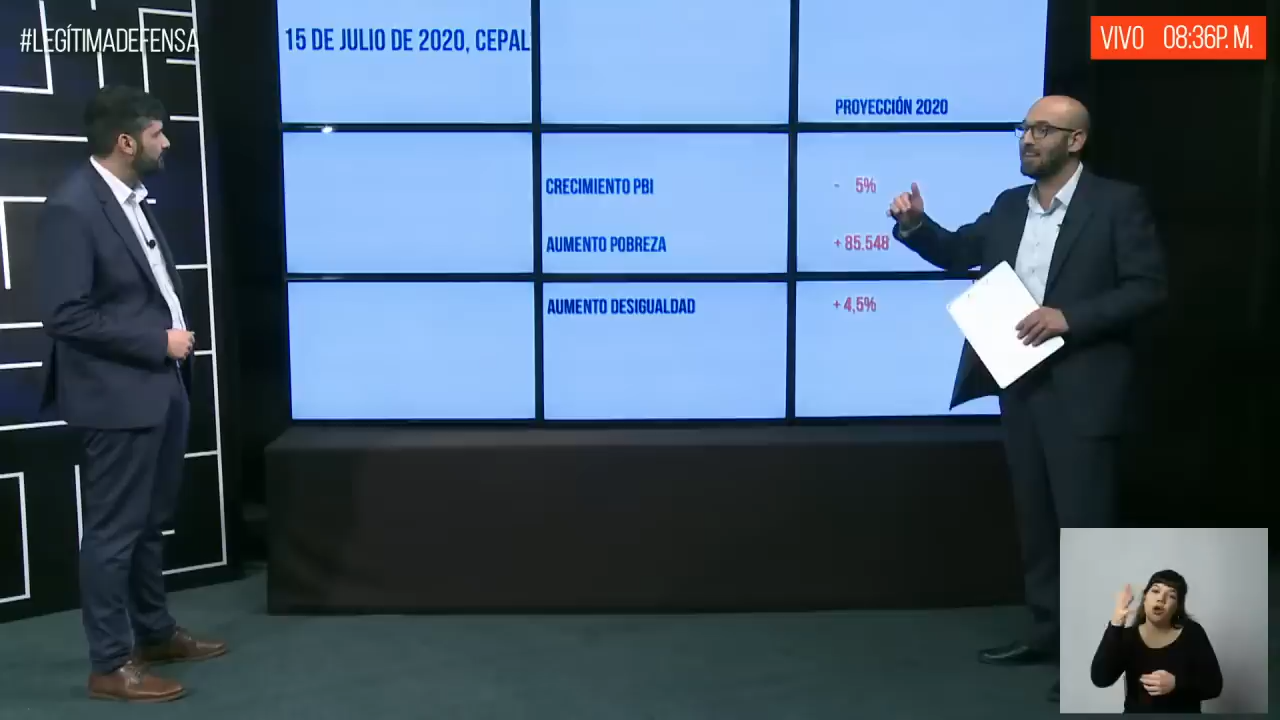 #LEGÍTIMADEFENSA
15 DE JULIO DE 2020, CEPAL
VIVO 08:36P. M.
PROYECCIÓN 2020
CRECIMIENTO PBI - 5%
AUMENTO POBREZA + 85.548
AUMENTO DESIGUALDAD + 4,5%